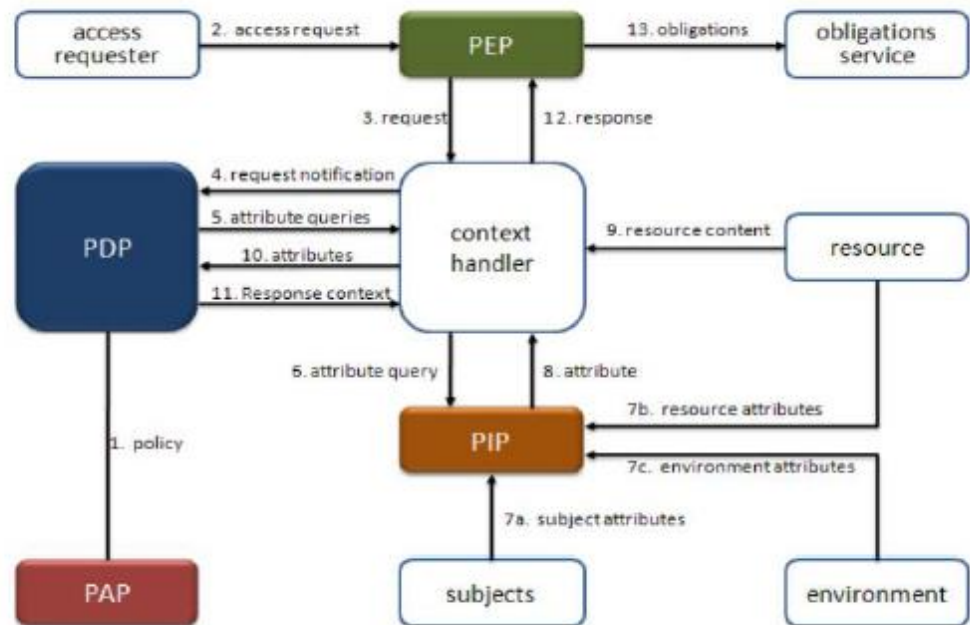 access
requester
2. access request
PEP
13. obligations
obligations
service
3. request
12. response
4. request notification
5. attribute queries
10. attributes
11. Response context
PDP
context
handler
9. resource content
resource
6. attribute query
8. attribute
7b. resource attributes
1. policy
PIP
7c. environment attributes
7a. subject attributes
PAP
subjects
environment